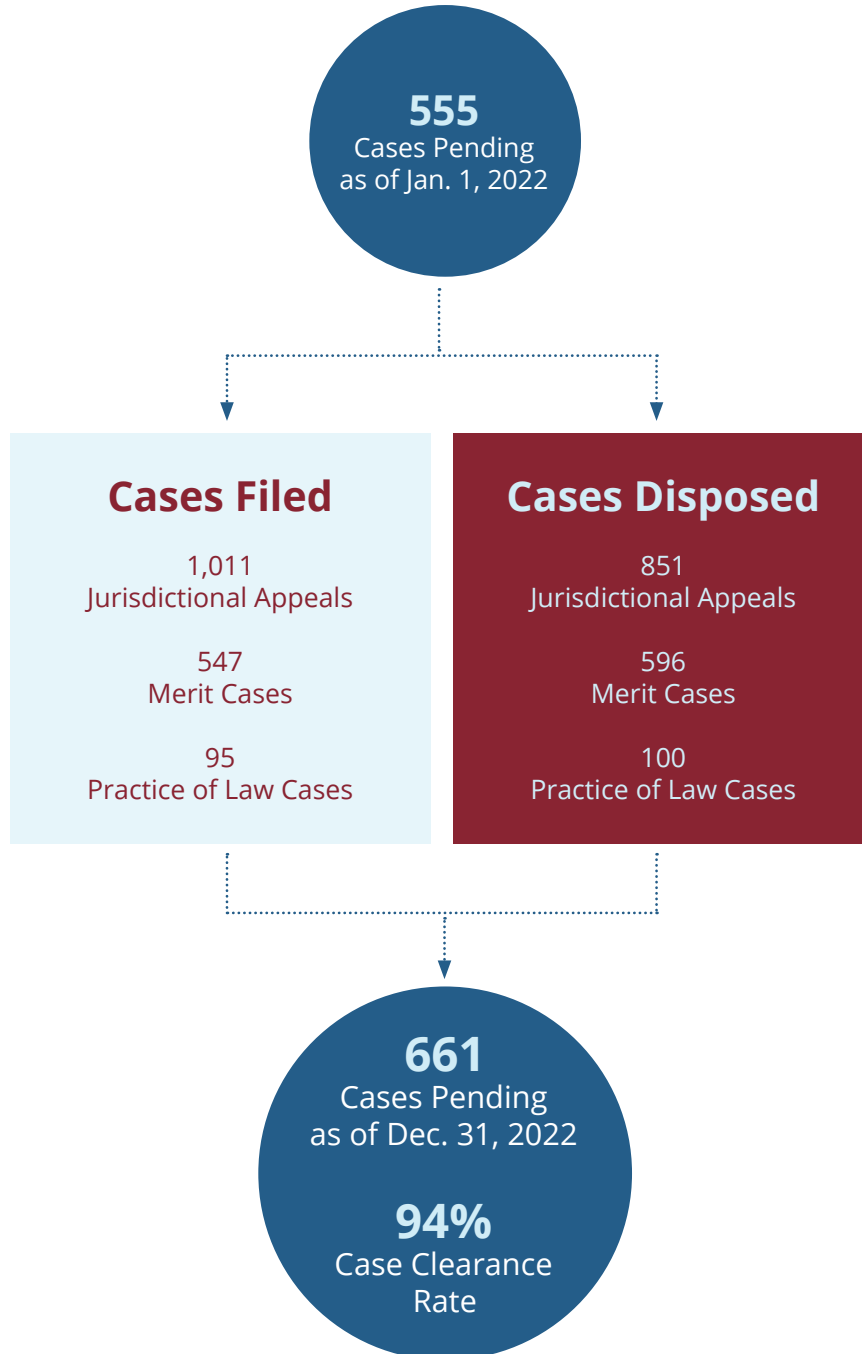 555
Cases Pending
as of Jan. 1, 2022
Cases Filed
1,011
Jurisdictional Appeals
547
Merit Cases
95
Practice of Law Cases
Cases Disposed
851
Jurisdictional Appeals
596
Merit Cases
100
Practice of Law Cases
661
Cases Pending
as of Dec. 31, 2022
94%
Case Clearance
Rate